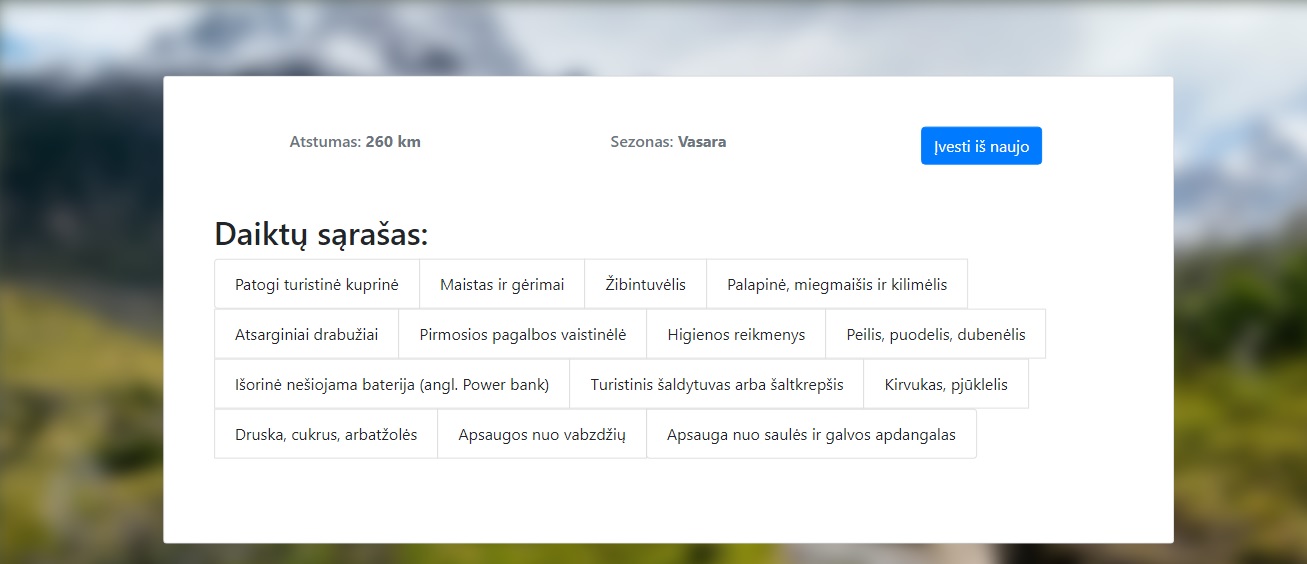 Atstumas: 260 km Sezonas: Vasara Įvesti iš naujo
Daiktų sąrašas:
Patogi turistinė kuprinė Maistas ir gėrimai Žibintuvėlis Palapinė, miegmaišis ir kilimėlis
Atsarginiai drabužiai Pirmosios pagalbos vaistinėlė Higienos reikmenys Peilis, puodelis, dubenėlis
Išorinė nešiojama baterija (angl. Power bank) Turistinis šaldytuvas arba šaltkrepšis Kirvukas, pjūklelis
Druska, cukrus, arbatžolės Apsaugos nuo vabzdžių Apsauga nuo saulės ir galvos apdangalas